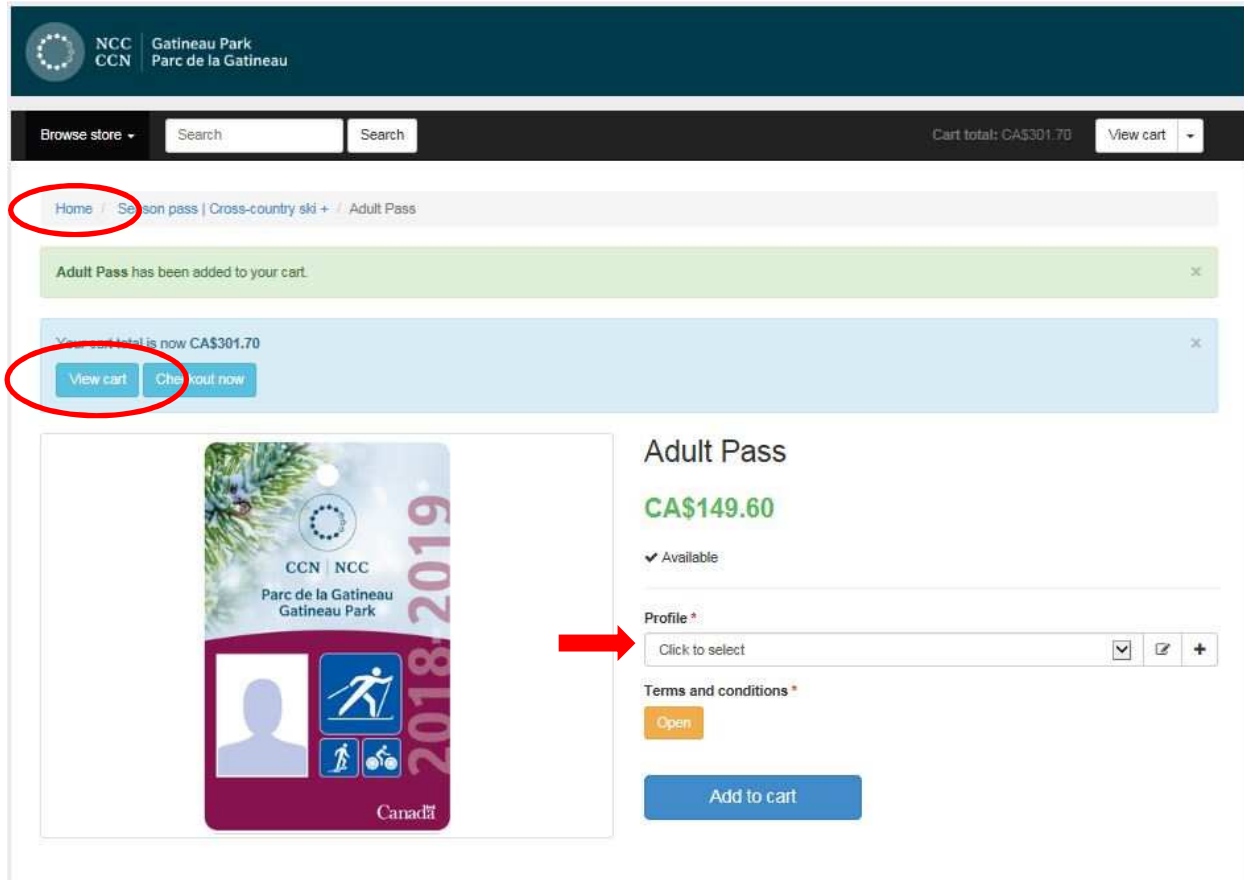 NCC Gatineau Park
CCN Parc de la Gatineau
Browse store Search Search Cart total: CA$301.70 View cart
Home / Season pass | Cross-country ski + / Adult Pass
Adult Pass has been added to your cart. ×
Your cart total is now CA$301.70 ×
View cart Checkout now
Adult Pass
CA$149.60
Available
Profile *
Click to select
Terms and conditions *
Open
Add to cart
CCN NCC
Parc de la Gatineau
Gatineau Park
2018-2019
Canada